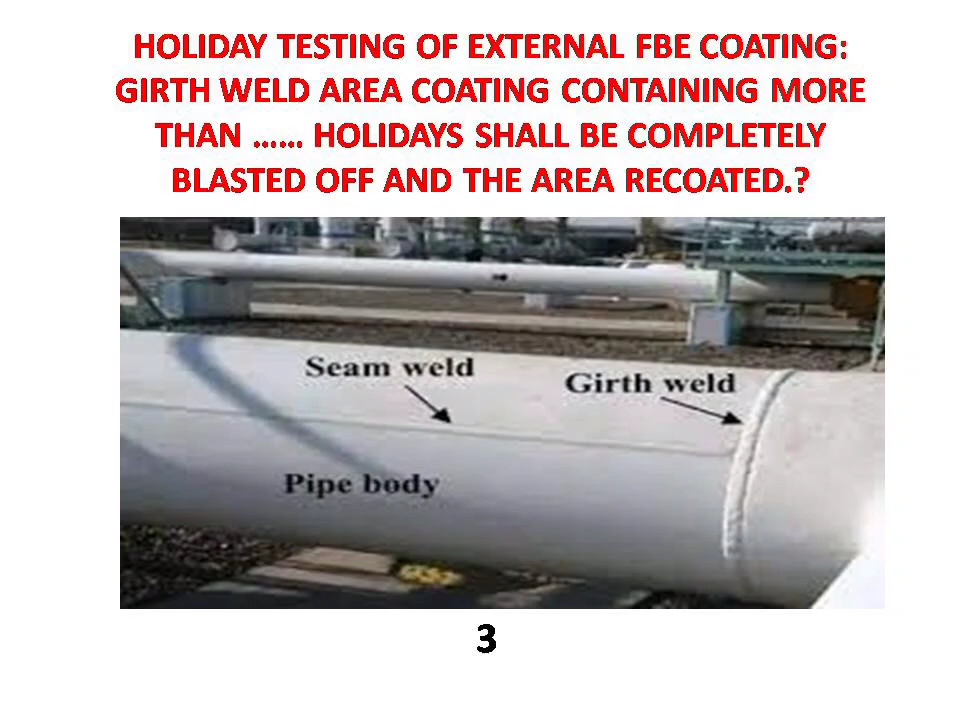 HOLIDAY TESTING OF EXTERNAL FBE COATING:
GIRTH WELD AREA COATING CONTAINING MORE
THAN ...... HOLIDAYS SHALL BE COMPLETELY
BLASTED OFF AND THE AREA RECOATED.?
Seam weld
Girth weld
Pipe body
3